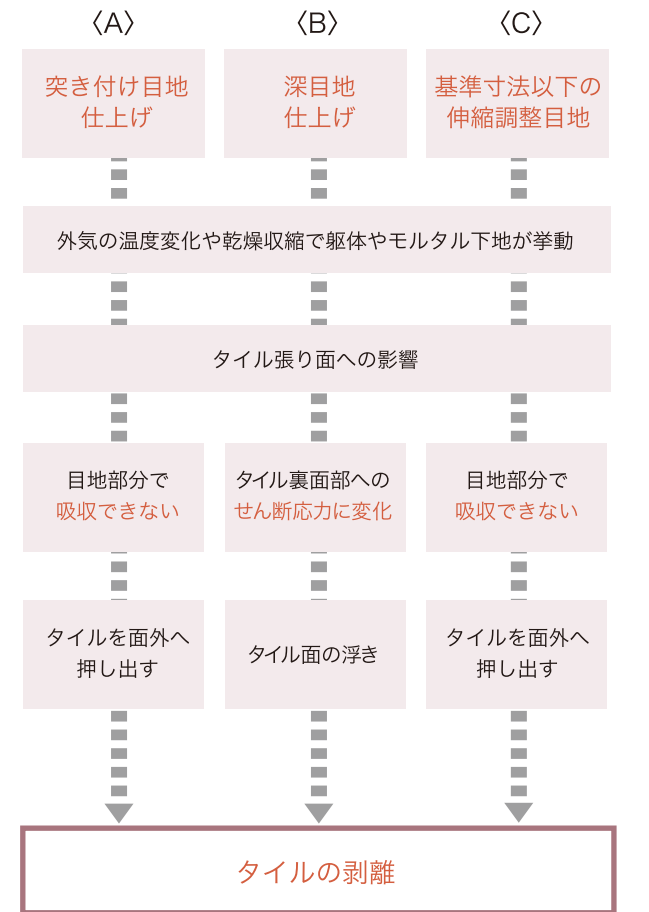 〈A〉
〈B〉
〈C〉
突き付け目地
仕上げ
深目地
仕上げ
基準寸法以下の
伸縮調整目地
外気の温度変化や乾燥収縮で躯体やモルタル下地が挙動
タイル張り面への影響
目地部分で
吸収できない
タイル裏面部への
せん断応力に変化
目地部分で
吸収できない
タイルを面外へ
押し出す
タイル面の浮き
タイルを面外へ
押し出す
タイルの剥離